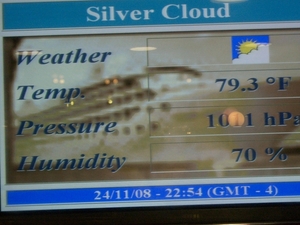 Silver Cloud
Weather
Temp. 79.3 °F
Pressure hPa
Humidity 70 %
24/11/08 - 22:54 (GMT - 4)